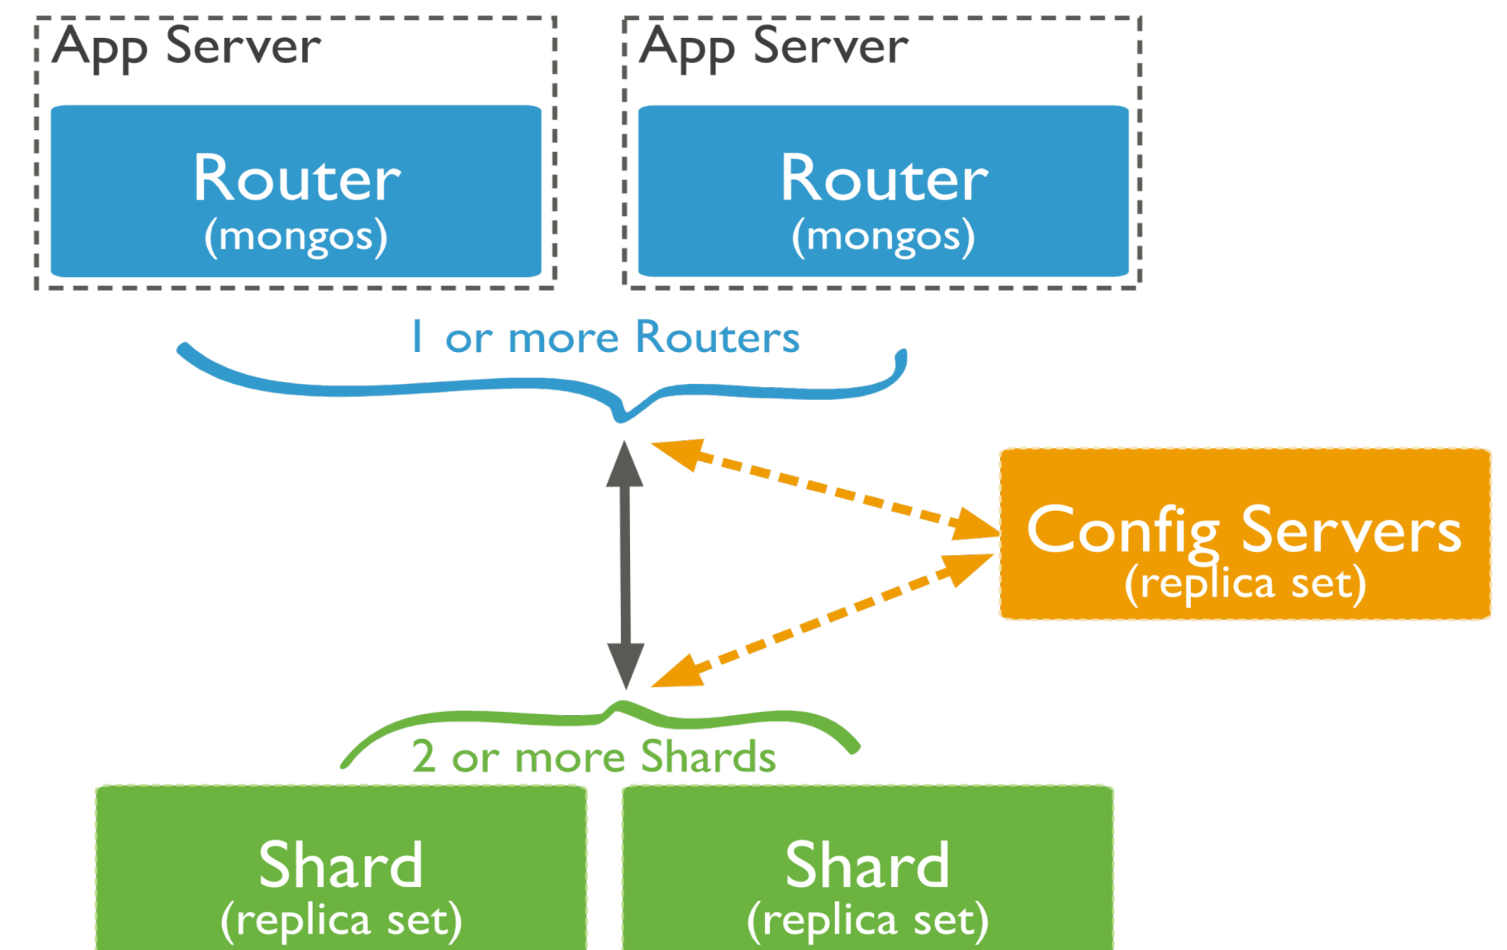 App Server
App Server
Router
(mongos)
Router
(mongos)
1 or more Routers
Config Servers
(replica set)
2 or more Shards
Shard
(replica set)
Shard
(replica set)